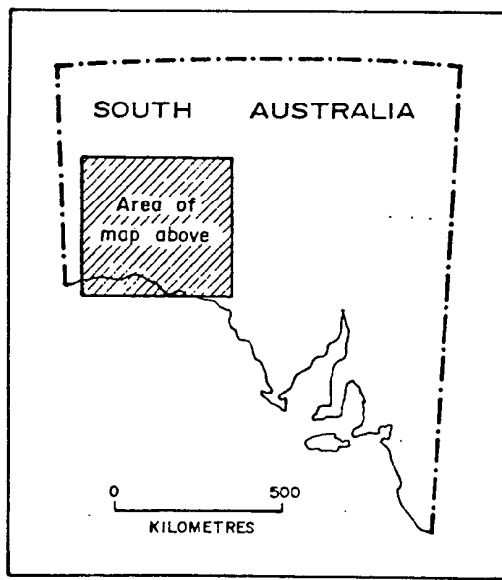 SOUTH AUSTRALIA
Area of
map above
0 500
KILOMETRES